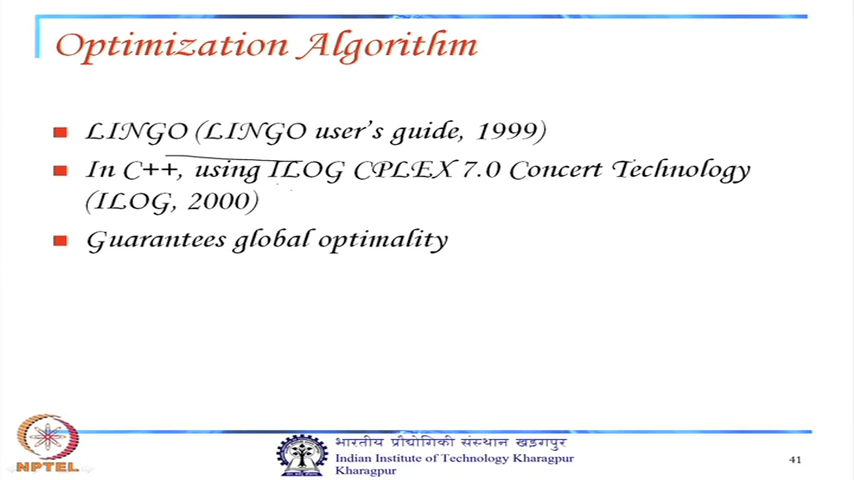 Optimization Algorithm
LINGO (LINGO user's guide, 1999)
In C++, using ILOG CPLEX 7.0 Concert Technology
(ILOG, 2000)
Guarantees global optimality
भारतीय प्रौद्योगिकी संस्थान खड़गपुर
Indian Institute of Technology Kharagpur
Kharagpur
NPTEL
41